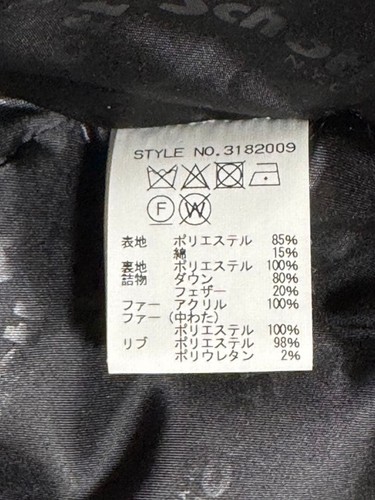 Schott
N.Y.C
STYLE NO.3182009
F W
表地 ポリエステル 85%
綿 15%
裏地 ポリエステル 100%
詰物 ダウン 80%
フェザー 20%
ファー アクリル 100%
ファー(中わた)
ポリエステル 100%
リブ ポリエステル 98%
ポリウレタン 2%